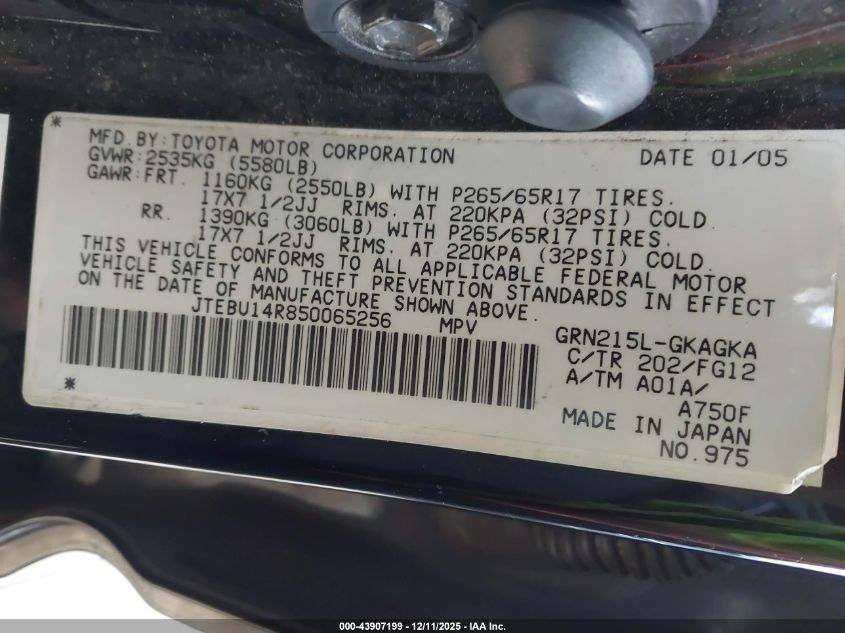 *
MFD. BY: TOYOTA MOTOR CORPORATION DATE 01/05
GVWR: 2535KG (5580LB)
GAWR: FRT. 1160KG (2550LB) WITH P265/65R17 TIRES.
17X7 1/2JJ RIMS. AT 220KPA (32PSI) COLD.
RR. 1390KG (3060LB) WITH P265/65R17 TIRES.
17X7 1/2JJ RIMS. AT 220KPA (32PSI) COLD.
THIS VEHICLE CONFORMS TO ALL APPLICABLE FEDERAL MOTOR
VEHICLE SAFETY AND THEFT PREVENTION STANDARDS IN EFFECT
ON THE DATE OF MANUFACTURE SHOWN ABOVE.
JTEBU14R850065256 MPV GRN215L-GKAGKA
C/TR 202/FG12
A/TM A01A/
A750F
*
MADE IN JAPAN
NO.975
000-43907199 - 12/11/2025 - IAA Inc.